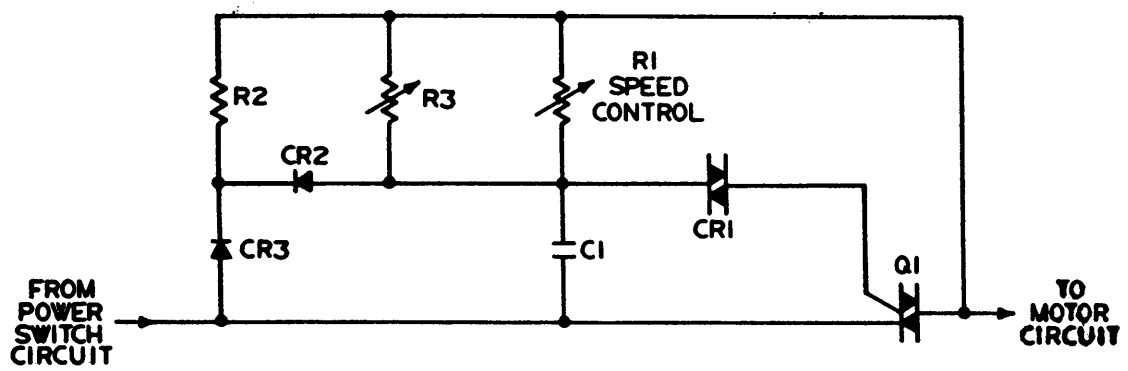 R2
R3
R1
SPEED
CONTROL
CR2
CR3
C1
CR1
Q1
FROM
POWER
SWITCH
CIRCUIT
TO
MOTOR
CIRCUIT